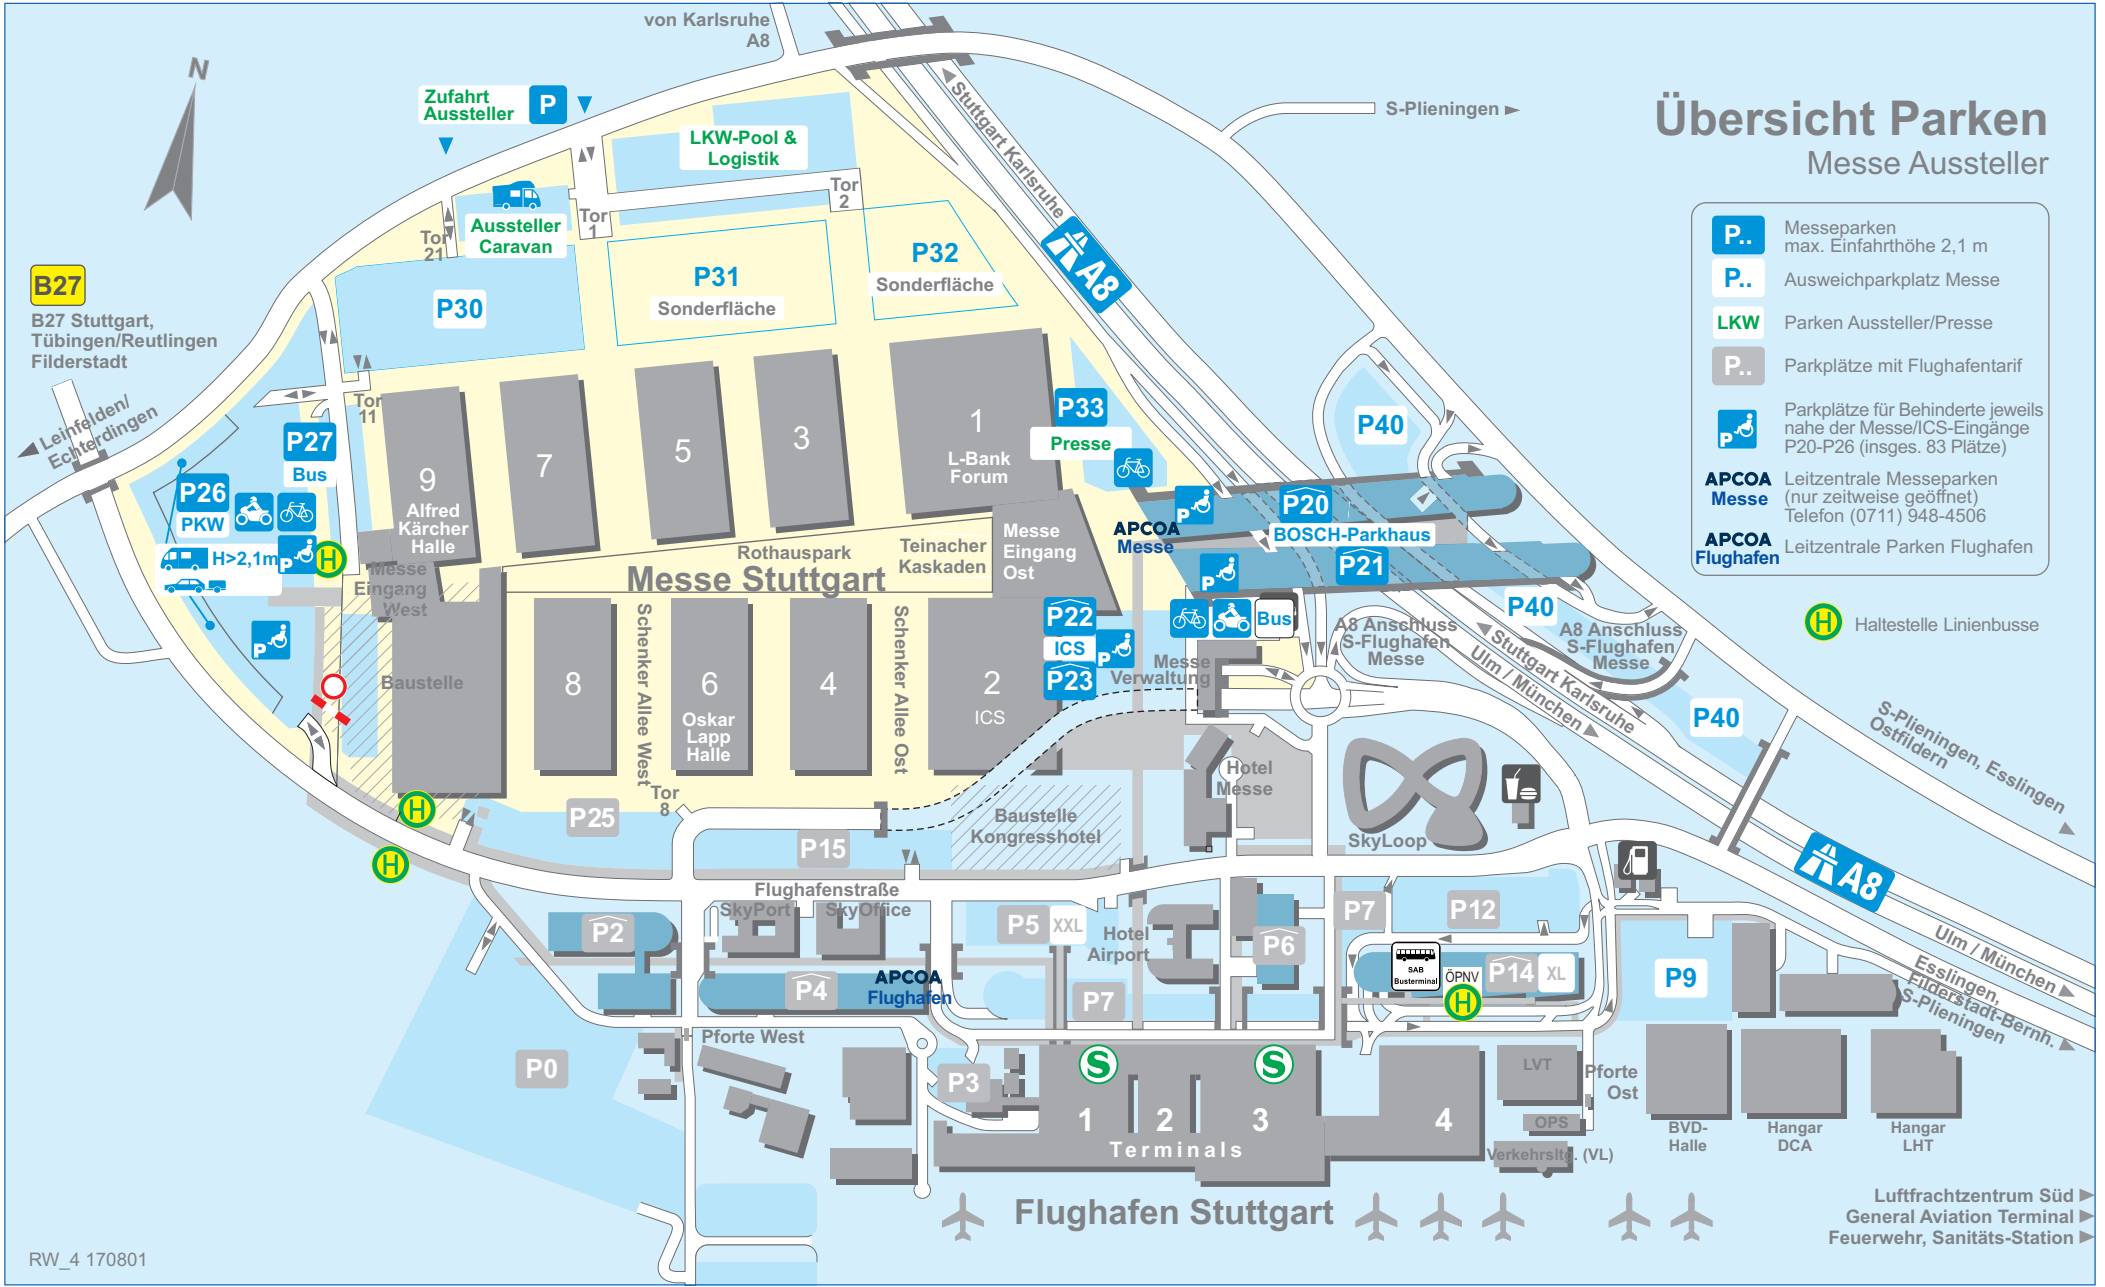 von Karlsruhe
A8
N
Zufahrt
Aussteller
P
LKW-Pool &
Logistik
Stuttgart Karlsruhe
S-Plieningen
Übersicht Parken
Messe Aussteller
P..
Messeparken
max. Einfahrthöhe 2,1 m
P..
Ausweichparkplatz Messe
LKW
Parken Aussteller/Presse
P..
Parkplätze mit Flughafentarif
P
Parkplätze für Behinderte jeweils
nahe der Messe/ICS-Eingänge
P20-P26 (insges. 83 Plätze)
APCOA
Messe
Leitzentrale Messeparken
(nur zeitweise geöffnet)
Telefon (0711) 948-4506
APCOA
Flughafen
Leitzentrale Parken Flughafen
H
Haltestelle Linienbusse
Aussteller
Caravan
Tor
21
Tor
1
Tor
2
P30
P31
Sonderfläche
P32
Sonderfläche
A8
B27
B27 Stuttgart,
Tübingen/Reutlingen
Filderstadt
Leinfelden/
Echterdingen
Tor
11
P27
Bus
P26
PKW
H>2,1m
P
H
P
9
Alfred
Kärcher
Halle
7
5
3
1
L-Bank
Forum
P33
Presse
P40
Messe
Eingang
West
Rothauspark
Messe Stuttgart
Teinacher
Kaskaden
Messe
Eingang
Ost
APCOA
Messe
P
P20
BOSCH-Parkhaus
P
P21
P40
Baustelle
8
Schenker Allee West
6
Oskar
Lapp
Halle
4
Schenker Allee Ost
2
ICS
P22
ICS
P
P23
Bus
Messe
Verwaltung
A8 Anschluss
S-Flughafen
Messe
Stuttgart Karlsruhe
Ulm / München
A8 Anschluss
S-Flughafen
Messe
P40
S-Plieningen, Esslingen
Ostfildern
H
H
P25
Tor
8
P15
Baustelle
Kongresshotel
Hotel
Messe
SkyLoop
A8
Ulm / München
Esslingen,
Filderstadt-Bernh.
S-Plieningen
Flughafenstraße
SkyPort
SkyOffice
P2
P4
APCOA
Flughafen
P5
XXL
Hotel
Airport
P7
P6
P7
P12
SAB
Busterminal
ÖPNV
H
P14
XL
P9
P0
Pforte West
P3
S
S
1
2
3
4
Terminals
LVT
OPS
Verkehrsltg. (VL)
Pforte
Ost
BVD-
Halle
Hangar
DCA
Hangar
LHT
Flughafen Stuttgart
Luftfrachtzentrum Süd
General Aviation Terminal
Feuerwehr, Sanitäts-Station
RW_4 170801